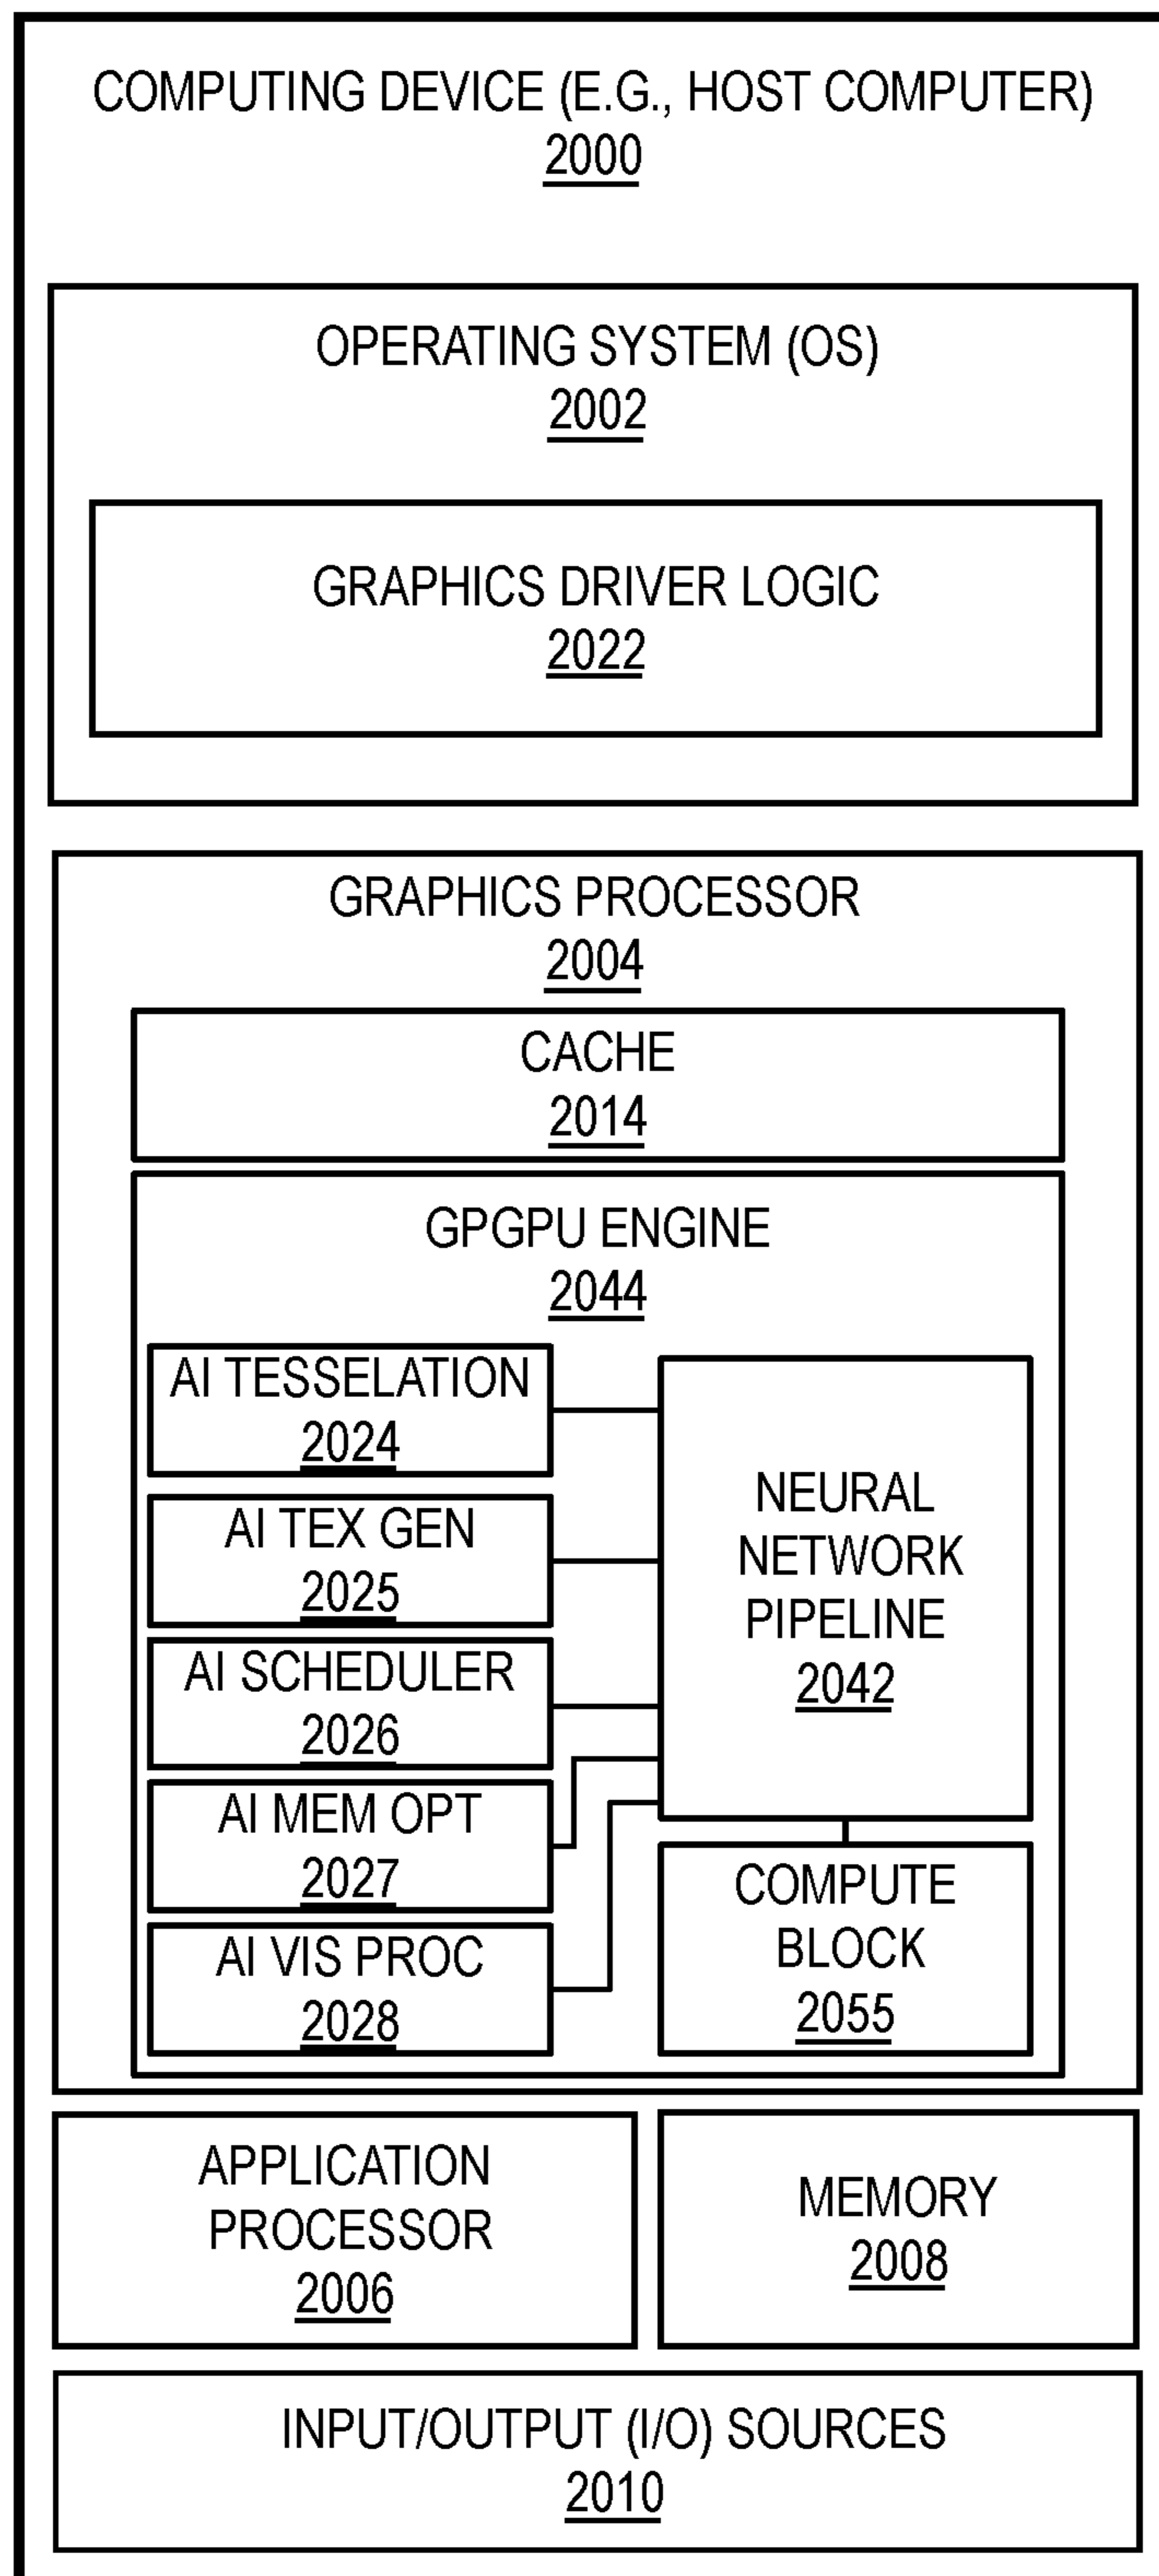 COMPUTING DEVICE (E.G., HOST COMPUTER)
2000
OPERATING SYSTEM (OS)
2002
GRAPHICS DRIVER LOGIC
2022
GRAPHICS PROCESSOR
2004
CACHE
2014
GPGPU ENGINE
2044
AI TESSELATION
2024
AI TEX GEN
2025
AI SCHEDULER
2026
AI MEM OPT
2027
AI VIS PROC
2028
NEURAL
NETWORK
PIPELINE
2042
COMPUTE
BLOCK
2055
APPLICATION
PROCESSOR
2006
MEMORY
2008
INPUT/OUTPUT (I/O) SOURCES
2010